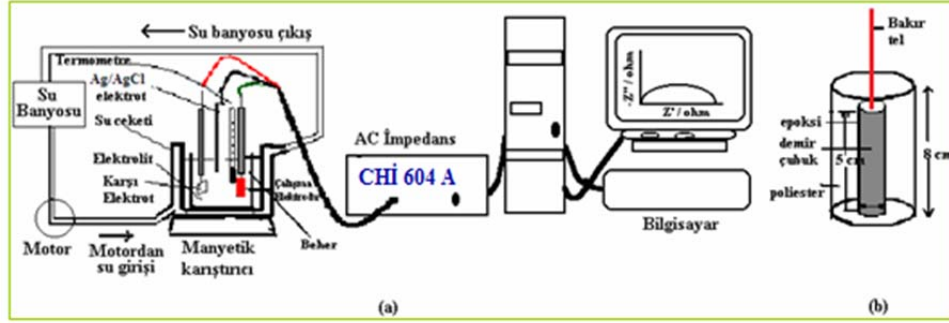 Su banyosu çıkış
Termometre
Ag/AgCl
elektrot
Su
Banyosu
Su ceketi
Elektrolit
Karşı
Elektrot
Çalışma
Elektrodu
Motor
Motordan
su girişi
Manyetik
karıştırıcı
Beher
AC İmpedans
CHİ 604 A
-Z'' / ohm
Z' / ohm
Bilgisayar
(a)
Bakır
tel
epoksi
demir
çubuk
5 cm
8 cm
poliester
(b)